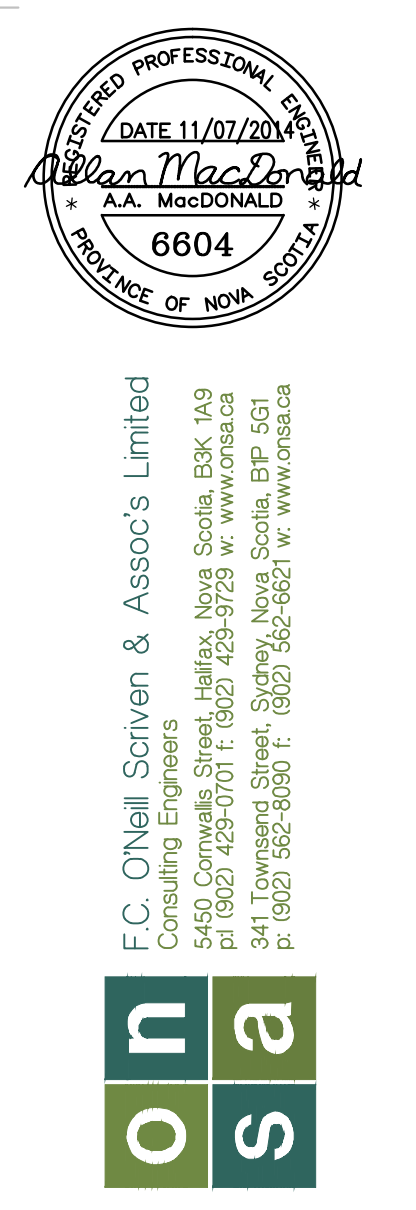 REGISTERED PROFESSIONAL ENGINEER
DATE 11/07/2014
Allan MacDonald
A.A. MacDONALD
6604
* PROVINCE OF NOVA SCOTIA *
F.C. O'Neill Scriven & Assoc's Limited
Consulting Engineers
5450 Cornwallis Street, Halifax, Nova Scotia, B3K 1A9
p:l (902) 429-0701 f: (902) 429-9729 w: www.onsa.ca
341 Townsend Street, Sydney, Nova Scotia, B1P 5G1
p: (902) 562-8090 f: (902) 562-6621 w: www.onsa.ca
on
sa